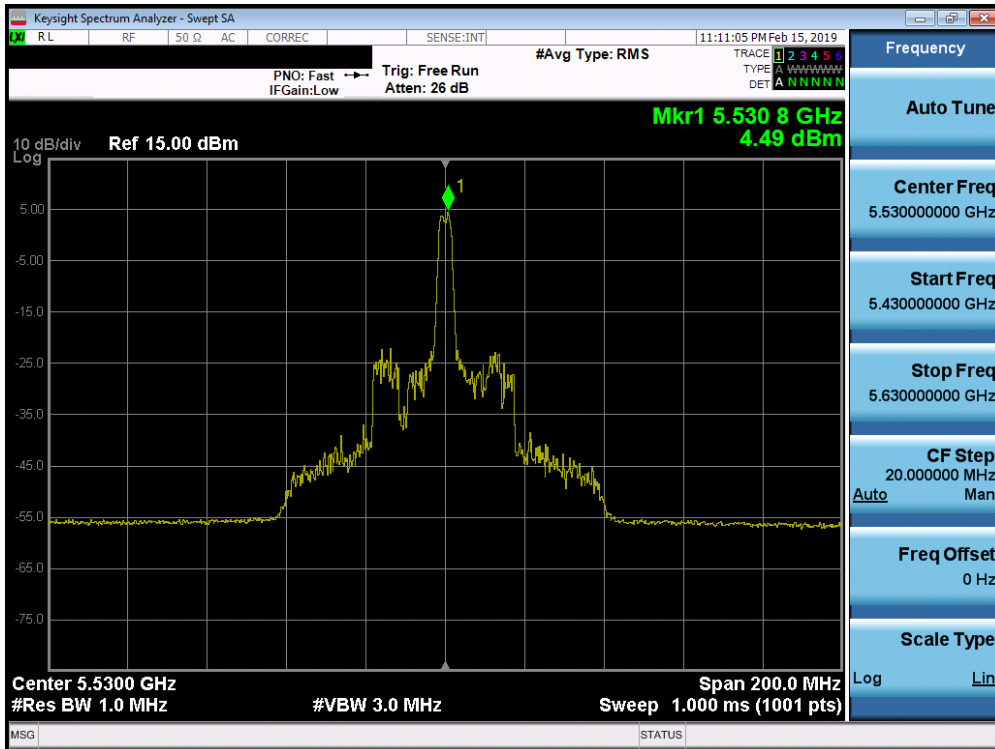 Keysight Spectrum Analyzer - Swept SA
LXI RL RF 50 Ω AC CORREC SENSE:INT 11:11:05 PM Feb 15, 2019
#Avg Type: RMS TRACE 1 2 3 4 5 6
PNO: Fast Trig: Free Run TYPE A WWWWW
IFGain:Low Atten: 26 dB DET A N N N N N
Mkr1 5.530 8 GHz
4.49 dBm
10 dB/div Ref 15.00 dBm
Log
1
5.00
-5.00
-15.0
-25.0
-35.0
-45.0
-55.0
-65.0
-75.0
Center 5.5300 GHz Span 200.0 MHz
#Res BW 1.0 MHz #VBW 3.0 MHz Sweep 1.000 ms (1001 pts)
MSG STATUS
Frequency
Auto Tune
Center Freq
5.530000000 GHz
Start Freq
5.430000000 GHz
Stop Freq
5.630000000 GHz
CF Step
20.000000 MHz
Auto Man
Freq Offset
0 Hz
Scale Type
Log Lin